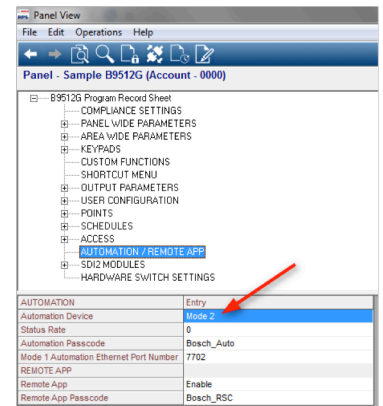 RPS Panel View
File Edit Operations Help
Panel - Sample B9512G (Account - 0000)
B9512G Program Record Sheet
COMPLIANCE SETTINGS
PANEL WIDE PARAMETERS
AREA WIDE PARAMETERS
KEYPADS
CUSTOM FUNCTIONS
SHORTCUT MENU
OUTPUT PARAMETERS
USER CONFIGURATION
POINTS
SCHEDULES
ACCESS
AUTOMATION / REMOTE APP
SDI2 MODULES
HARDWARE SWITCH SETTINGS
AUTOMATION Entry
Automation Device Mode 2
Status Rate 0
Automation Passcode Bosch_Auto
Mode 1 Automation Ethernet Port Number 7702
REMOTE APP
Remote App Enable
Remote App Passcode Bosch_RSC